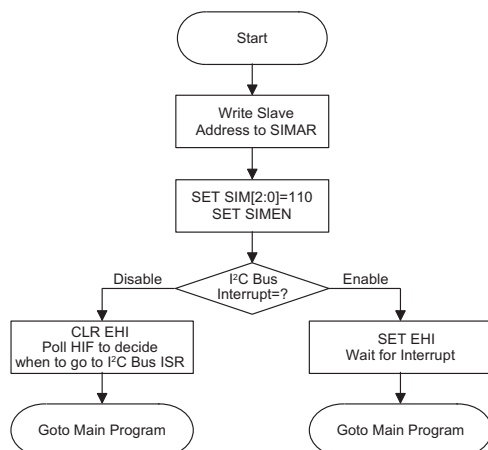 Start
Write Slave
Address to SIMAR
SET SIM[2:0]=110
SET SIMEN
I²C Bus
Interrupt=?
Disable
Enable
CLR EHI
Poll HIF to decide
when to go to I²C Bus ISR
SET EHI
Wait for Interrupt
Goto Main Program
Goto Main Program